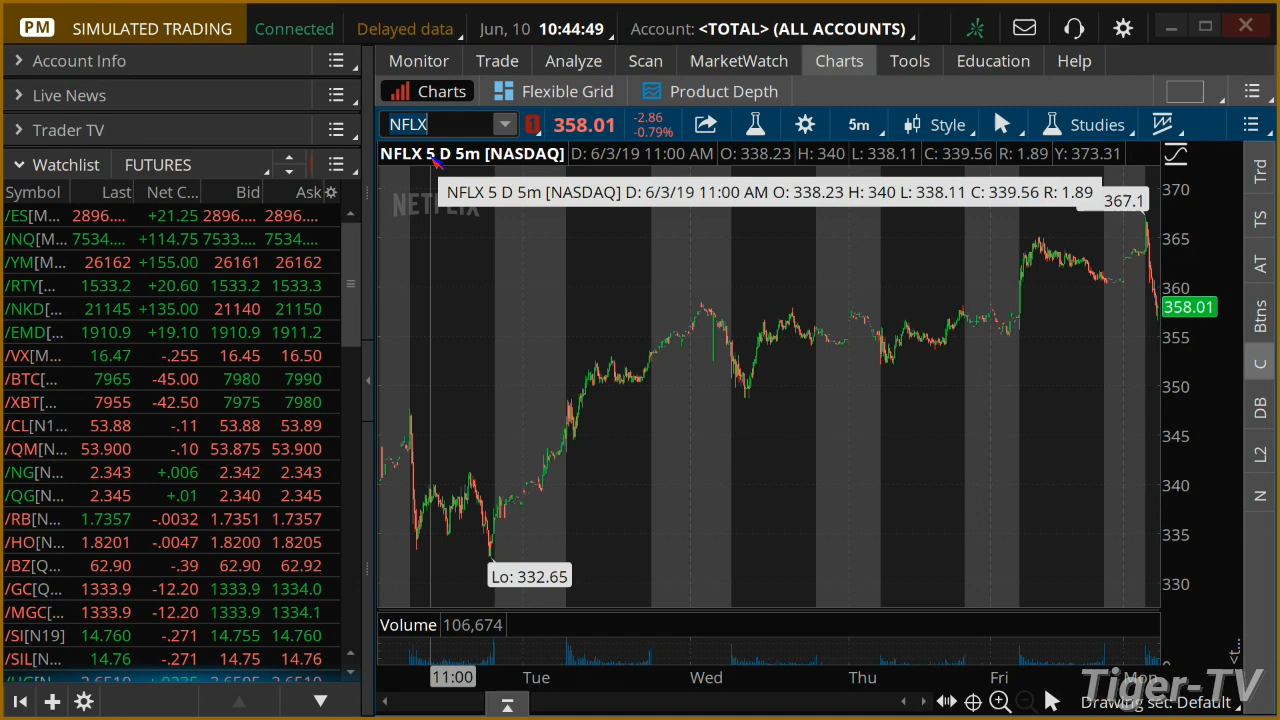 PM SIMULATED TRADING Connected Delayed data Jun, 10 10:44:49 Account: <TOTAL> (ALL ACCOUNTS)
Account Info
Live News
Trader TV
Watchlist FUTURES
Symbol Last Net C... Bid Ask
/ES[M... 2896.... +21.25 2896.... 2896....
/NQ[M... 7534.... +114.75 7533.... 7534....
/YM[M... 26162 +155.00 26161 26162
/RTY[... 1533.2 +20.60 1533.2 1533.3
/NKD[... 21145 +135.00 21140 21150
/EMD[... 1910.9 +19.10 1910.9 1911.2
/VX[M... 16.47 -.255 16.45 16.50
/BTC[... 7965 -45.00 7980 7990
/XBT[... 7955 -42.50 7975 7980
/CL[N1... 53.88 -.11 53.88 53.89
/QM[N... 53.900 -.10 53.875 53.900
/NG[N... 2.343 +.006 2.342 2.343
/QG[N... 2.345 +.01 2.340 2.345
/RB[N... 1.7357 -.0032 1.7351 1.7357
/HO[N... 1.8201 -.0047 1.8200 1.8205
/BZ[Q... 62.90 -.39 62.90 62.92
/GC[Q... 1333.9 -12.20 1333.9 1334.0
/MGC[... 1333.9 -12.20 1333.9 1334.1
/SI[N19] 14.760 -.271 14.755 14.760
/SIL[N... 14.76 -.271 14.75 14.76
Monitor Trade Analyze Scan MarketWatch Charts Tools Education Help
Charts Flexible Grid Product Depth
NFLX 1 358.01 -2.86 -0.79% 5m Style Studies
NFLX 5 D 5m [NASDAQ] D: 6/3/19 11:00 AM O: 338.23 H: 340 L: 338.11 C: 339.56 R: 1.89 Y: 373.31
NFLX 5 D 5m [NASDAQ] D: 6/3/19 11:00 AM O: 338.23 H: 340 L: 338.11 C: 339.56 R: 1.89
NETFLIX
367.1
370
365
360
358.01
355
350
345
340
335
330
Lo: 332.65
Volume 106,674
11:00 Tue Wed Thu Fri Mon
Drawing set: Default
Trd
TS
AT
Btns
C
DB
L2
N
Tiger-TV